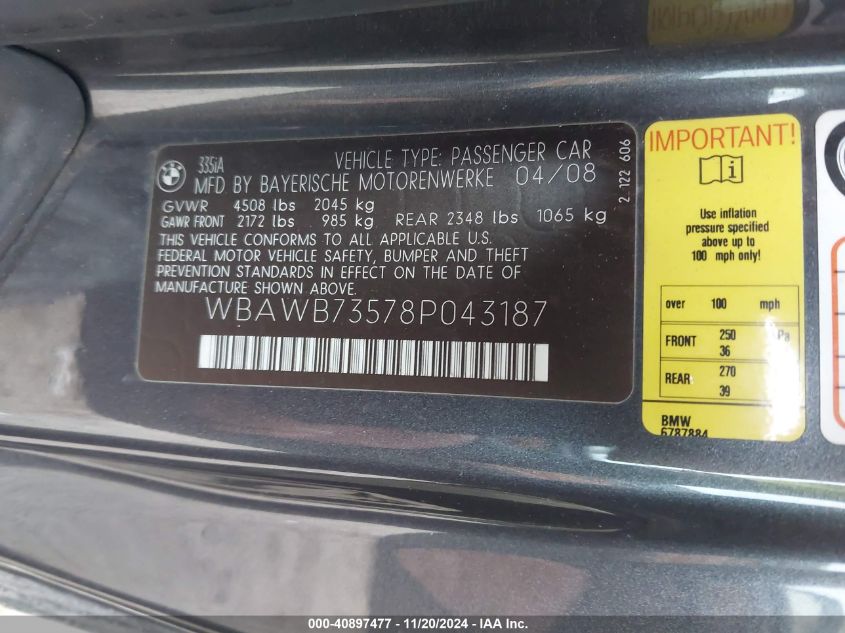 335iA
VEHICLE TYPE: PASSENGER CAR
MFD BY BAYERISCHE MOTORENWERKE 04/08
GVWR 4508 lbs 2045 kg
GAWR FRONT 2172 lbs 985 kg REAR 2348 lbs 1065 kg
THIS VEHICLE CONFORMS TO ALL APPLICABLE U.S.
FEDERAL MOTOR VEHICLE SAFETY, BUMPER AND THEFT
PREVENTION STANDARDS IN EFFECT ON THE DATE OF
MANUFACTURE SHOWN ABOVE.
WBAWB73578P043187
2 122 606
IMPORTANT!
Use inflation
pressure specified
above up to
100 mph only!
over 100 mph
FRONT 250
36
REAR 270
39
BMW
6787884
000-40897477 - 11/20/2024 - IAA, Inc.